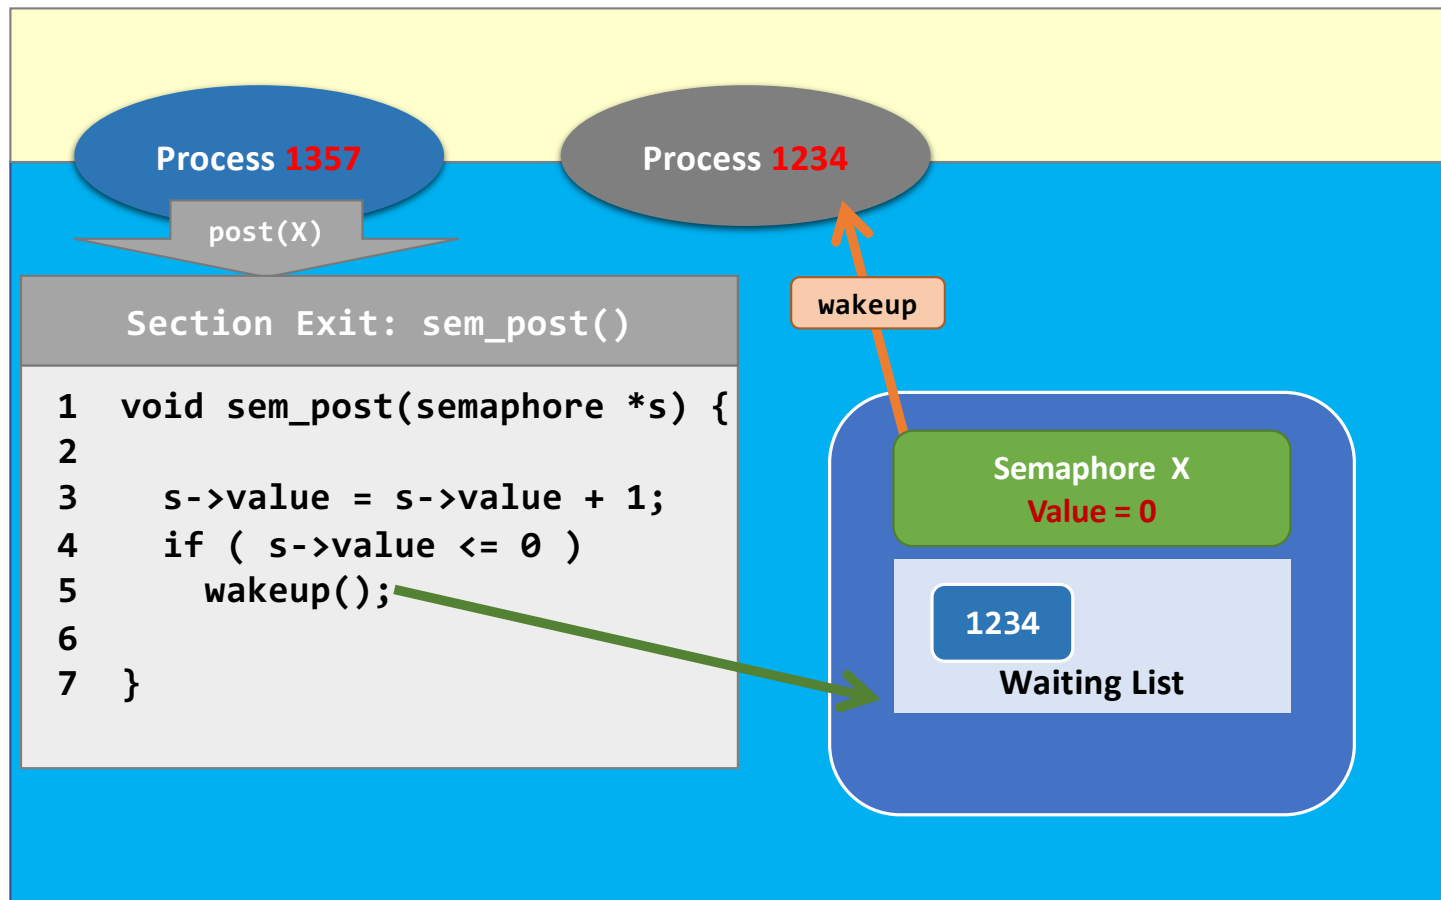 Process 1357
Process 1234
post(X)
wakeup
Section Exit: sem_post()
1 void sem_post(semaphore *s) {
2
3 s->value = s->value + 1;
4 if ( s->value <= 0 )
5 wakeup();
6
7 }
Semaphore X
Value = 0
1234
Waiting List